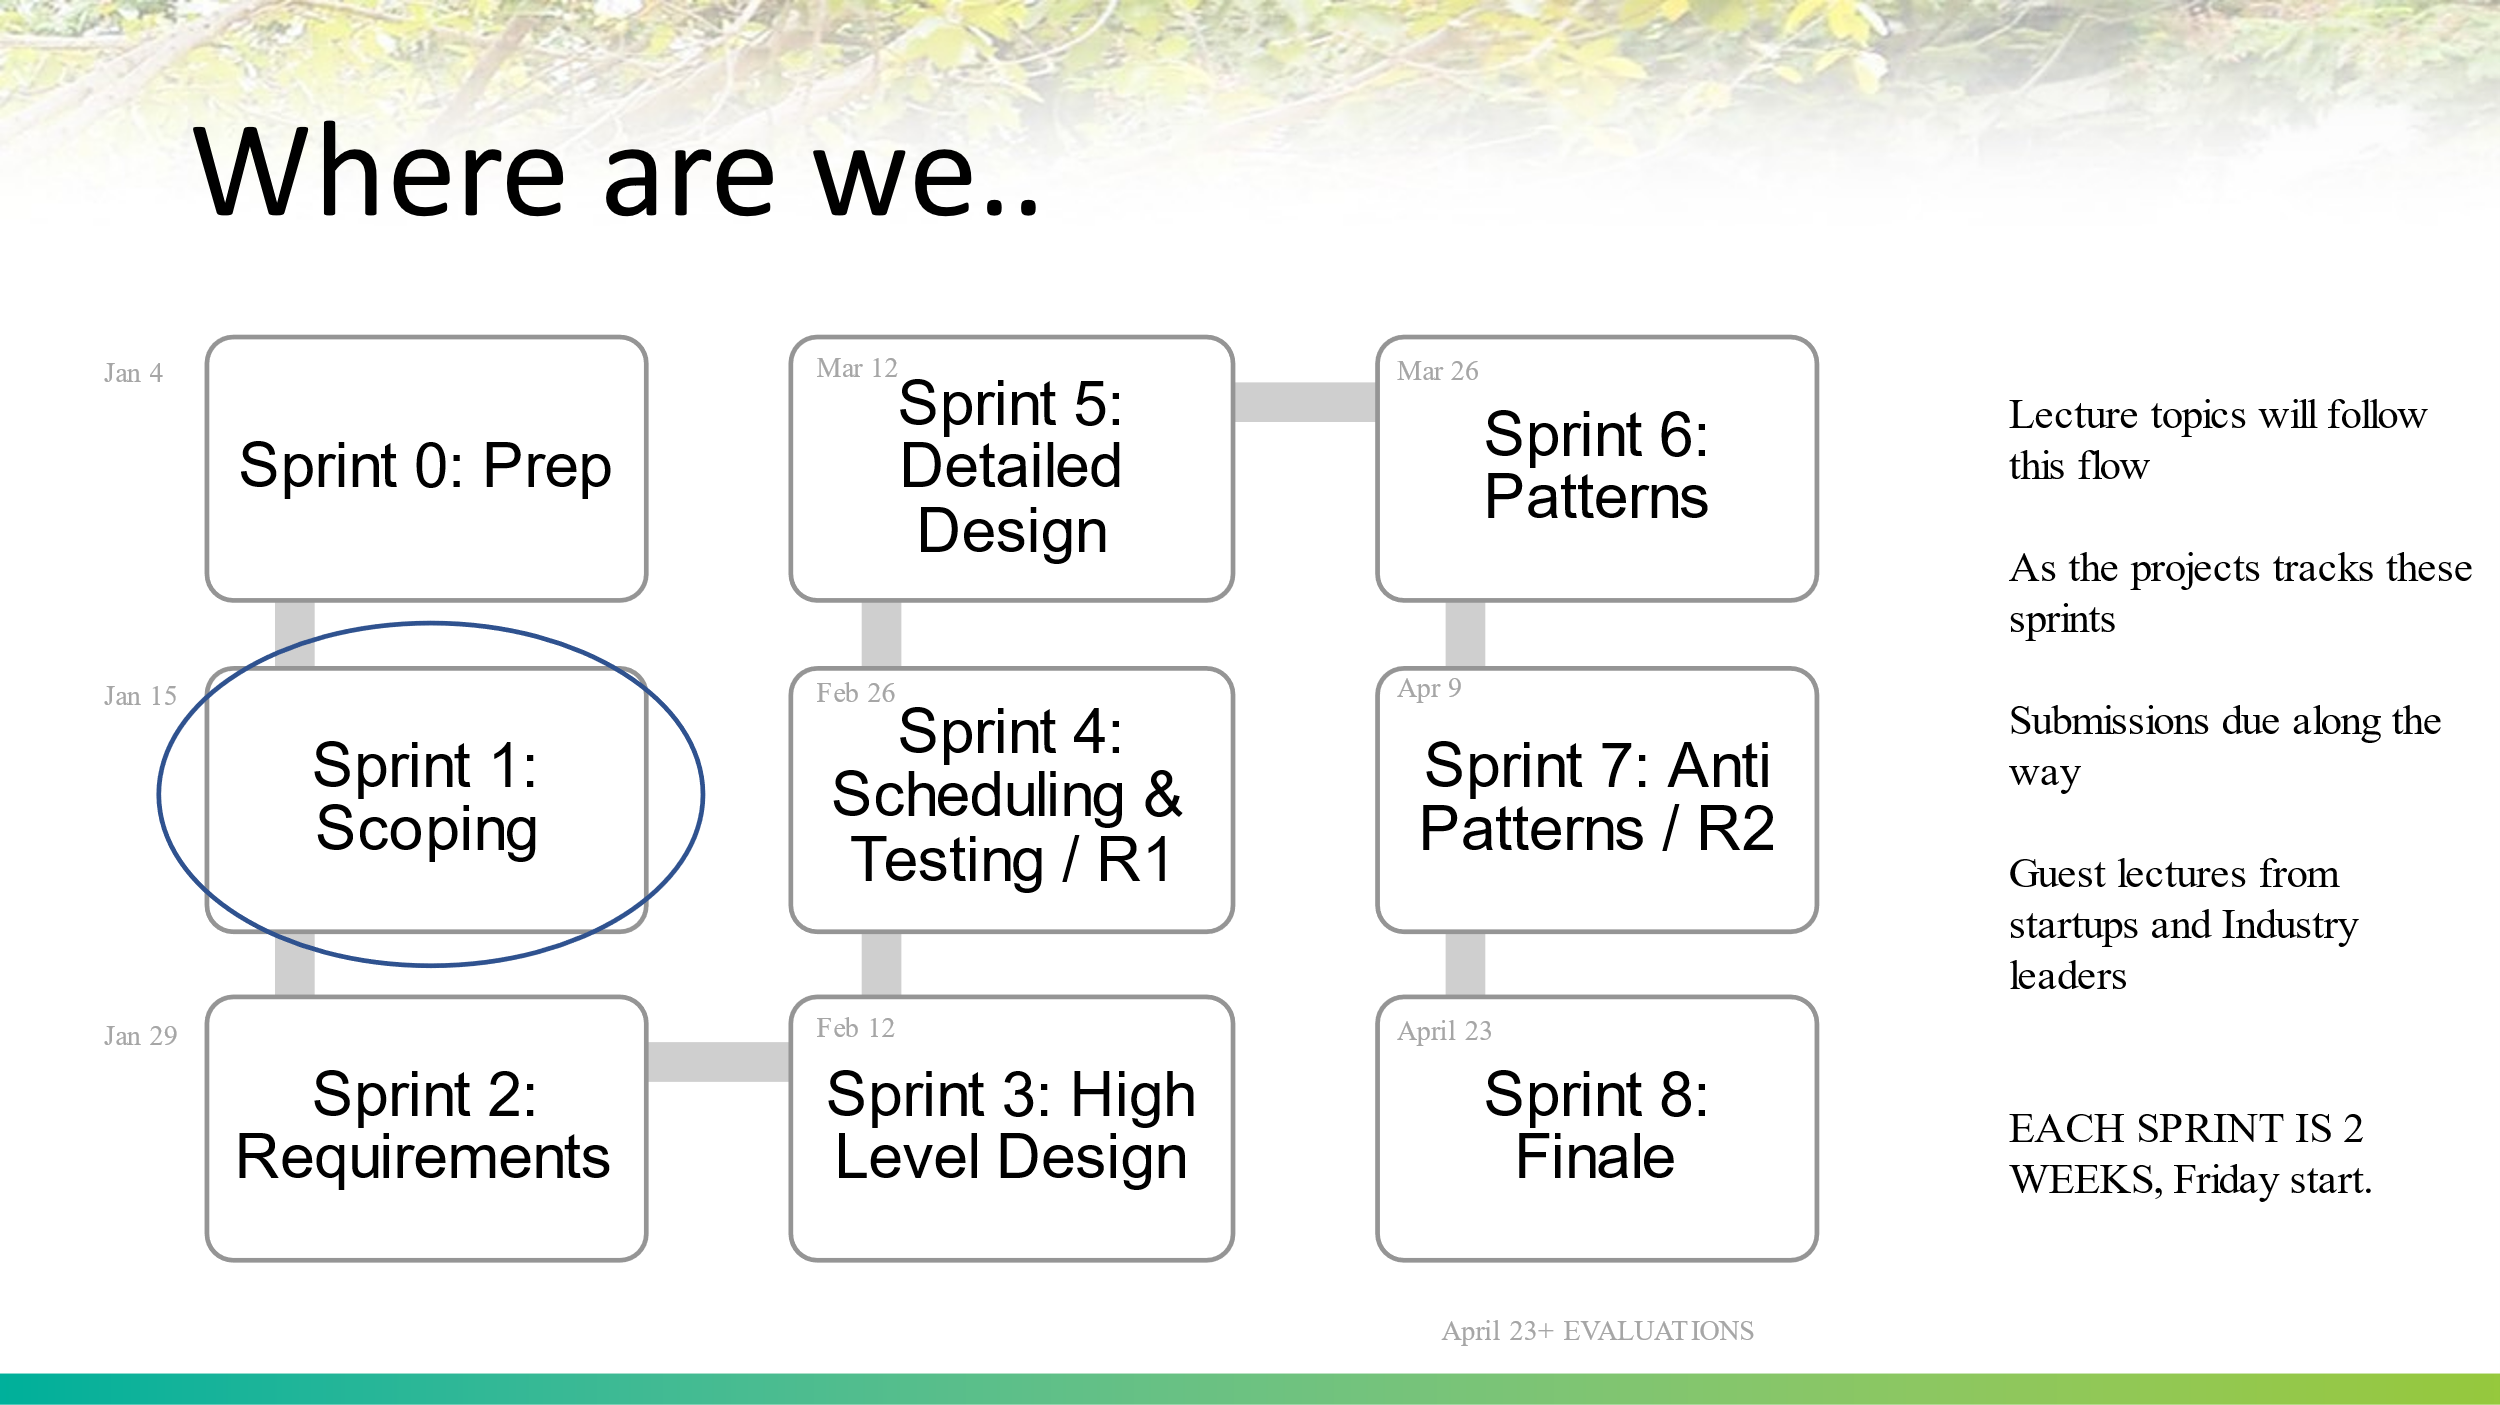 Where are we..
Jan 4
Sprint 0: Prep
Jan 15
Sprint 1:
Scoping
Jan 29
Sprint 2:
Requirements
Feb 12
Sprint 3: High
Level Design
Feb 26
Sprint 4:
Scheduling &
Testing / R1
Mar 12
Sprint 5:
Detailed
Design
Mar 26
Sprint 6:
Patterns
Apr 9
Sprint 7: Anti
Patterns / R2
April 23
Sprint 8:
Finale
April 23+ EVALUATIONS
Lecture topics will follow
this flow
As the projects tracks these
sprints
Submissions due along the
way
Guest lectures from
startups and Industry
leaders
EACH SPRINT IS 2
WEEKS, Friday start.